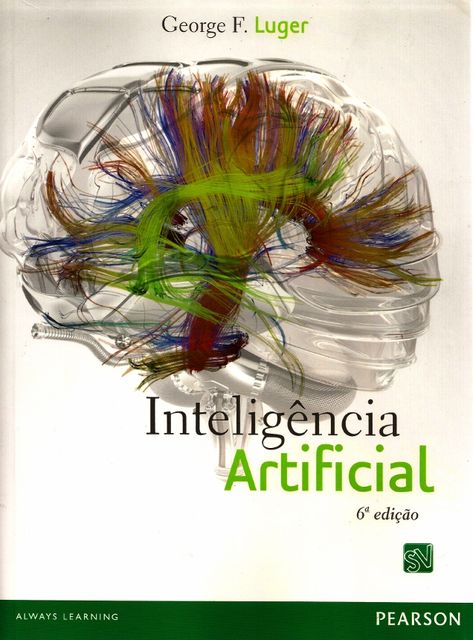 George F. Luger
Inteligência
Artificial
6ª edição
SV
ALWAYS LEARNING
PEARSON